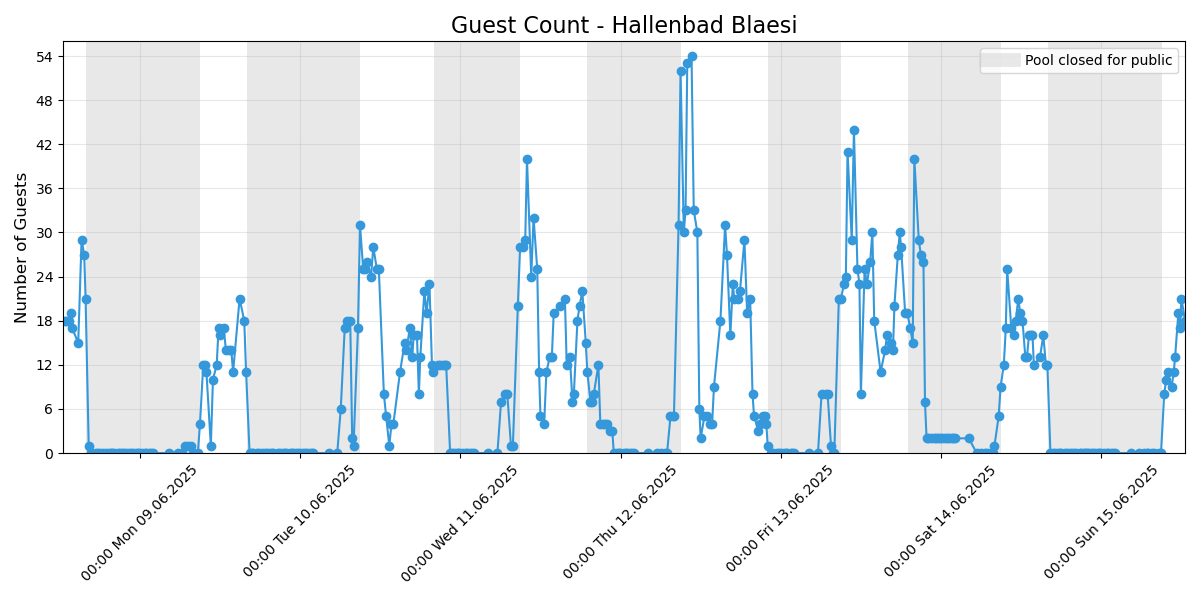 Guest Count - Hallenbad Blaesi
Pool closed for public
Number of Guests
54
48
42
36
30
24
18
12
6
0
00:00 Mon 09.06.2025
00:00 Tue 10.06.2025
00:00 Wed 11.06.2025
00:00 Thu 12.06.2025
00:00 Fri 13.06.2025
00:00 Sat 14.06.2025
00:00 Sun 15.06.2025